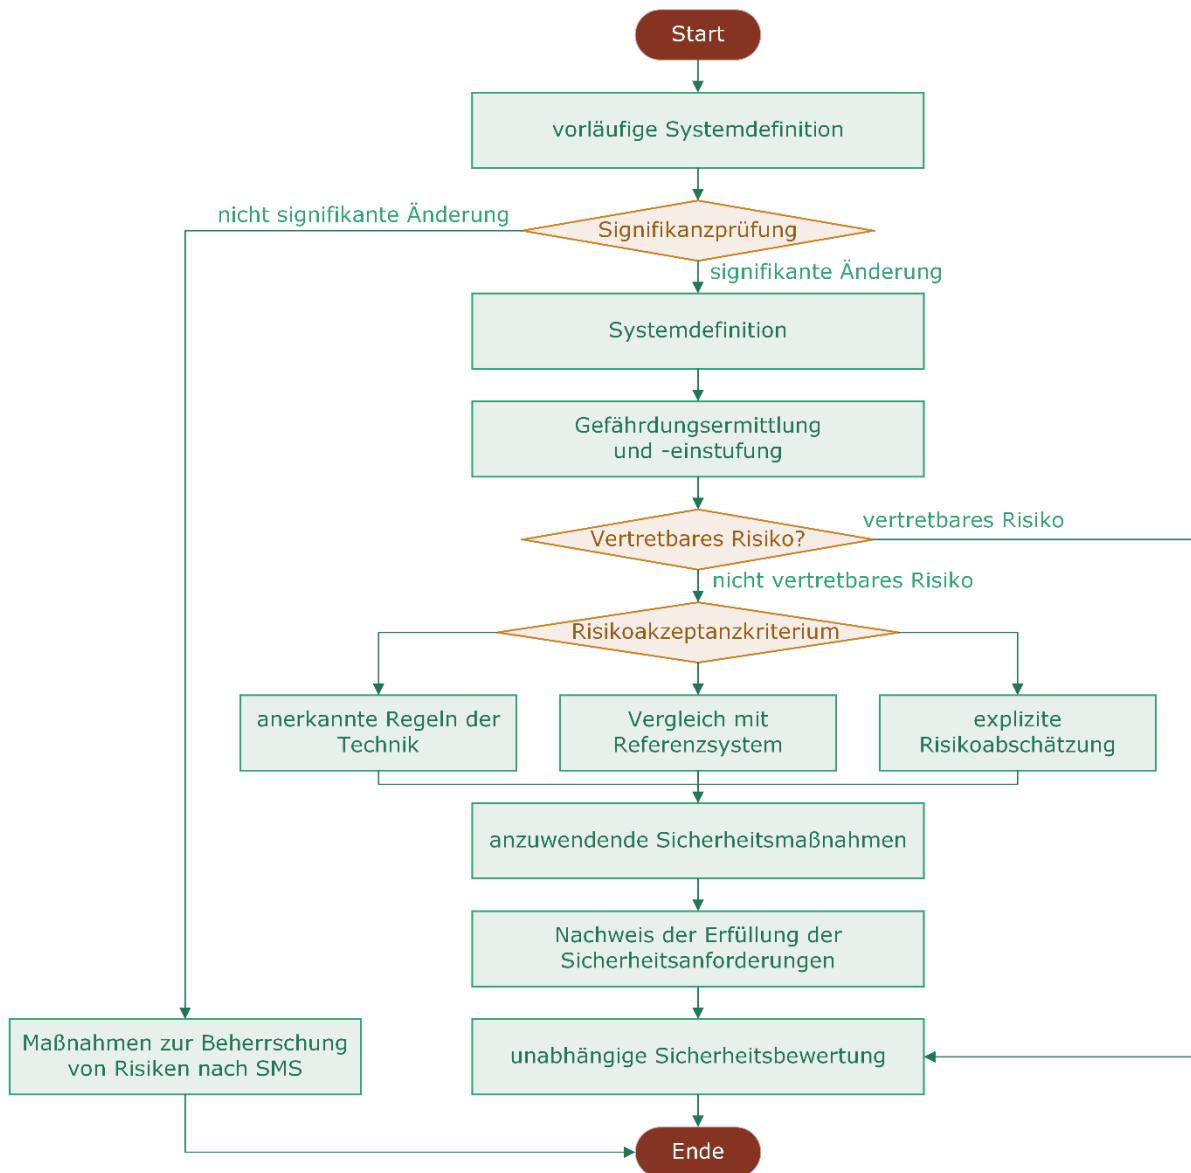 Start
vorläufige Systemdefinition
nicht signifikante Änderung
Signifikanzprüfung
signifikante Änderung
Systemdefinition
Gefährdungsermittlung
und -einstufung
vertretbares Risiko
Vertretbares Risiko?
nicht vertretbares Risiko
Risikoakzeptanzkriterium
anerkannte Regeln der
Technik
Vergleich mit
Referenzsystem
explizite
Risikoabschätzung
anzuwendende Sicherheitsmaßnahmen
Nachweis der Erfüllung der
Sicherheitsanforderungen
Maßnahmen zur Beherrschung
von Risiken nach SMS
unabhängige Sicherheitsbewertung
Ende